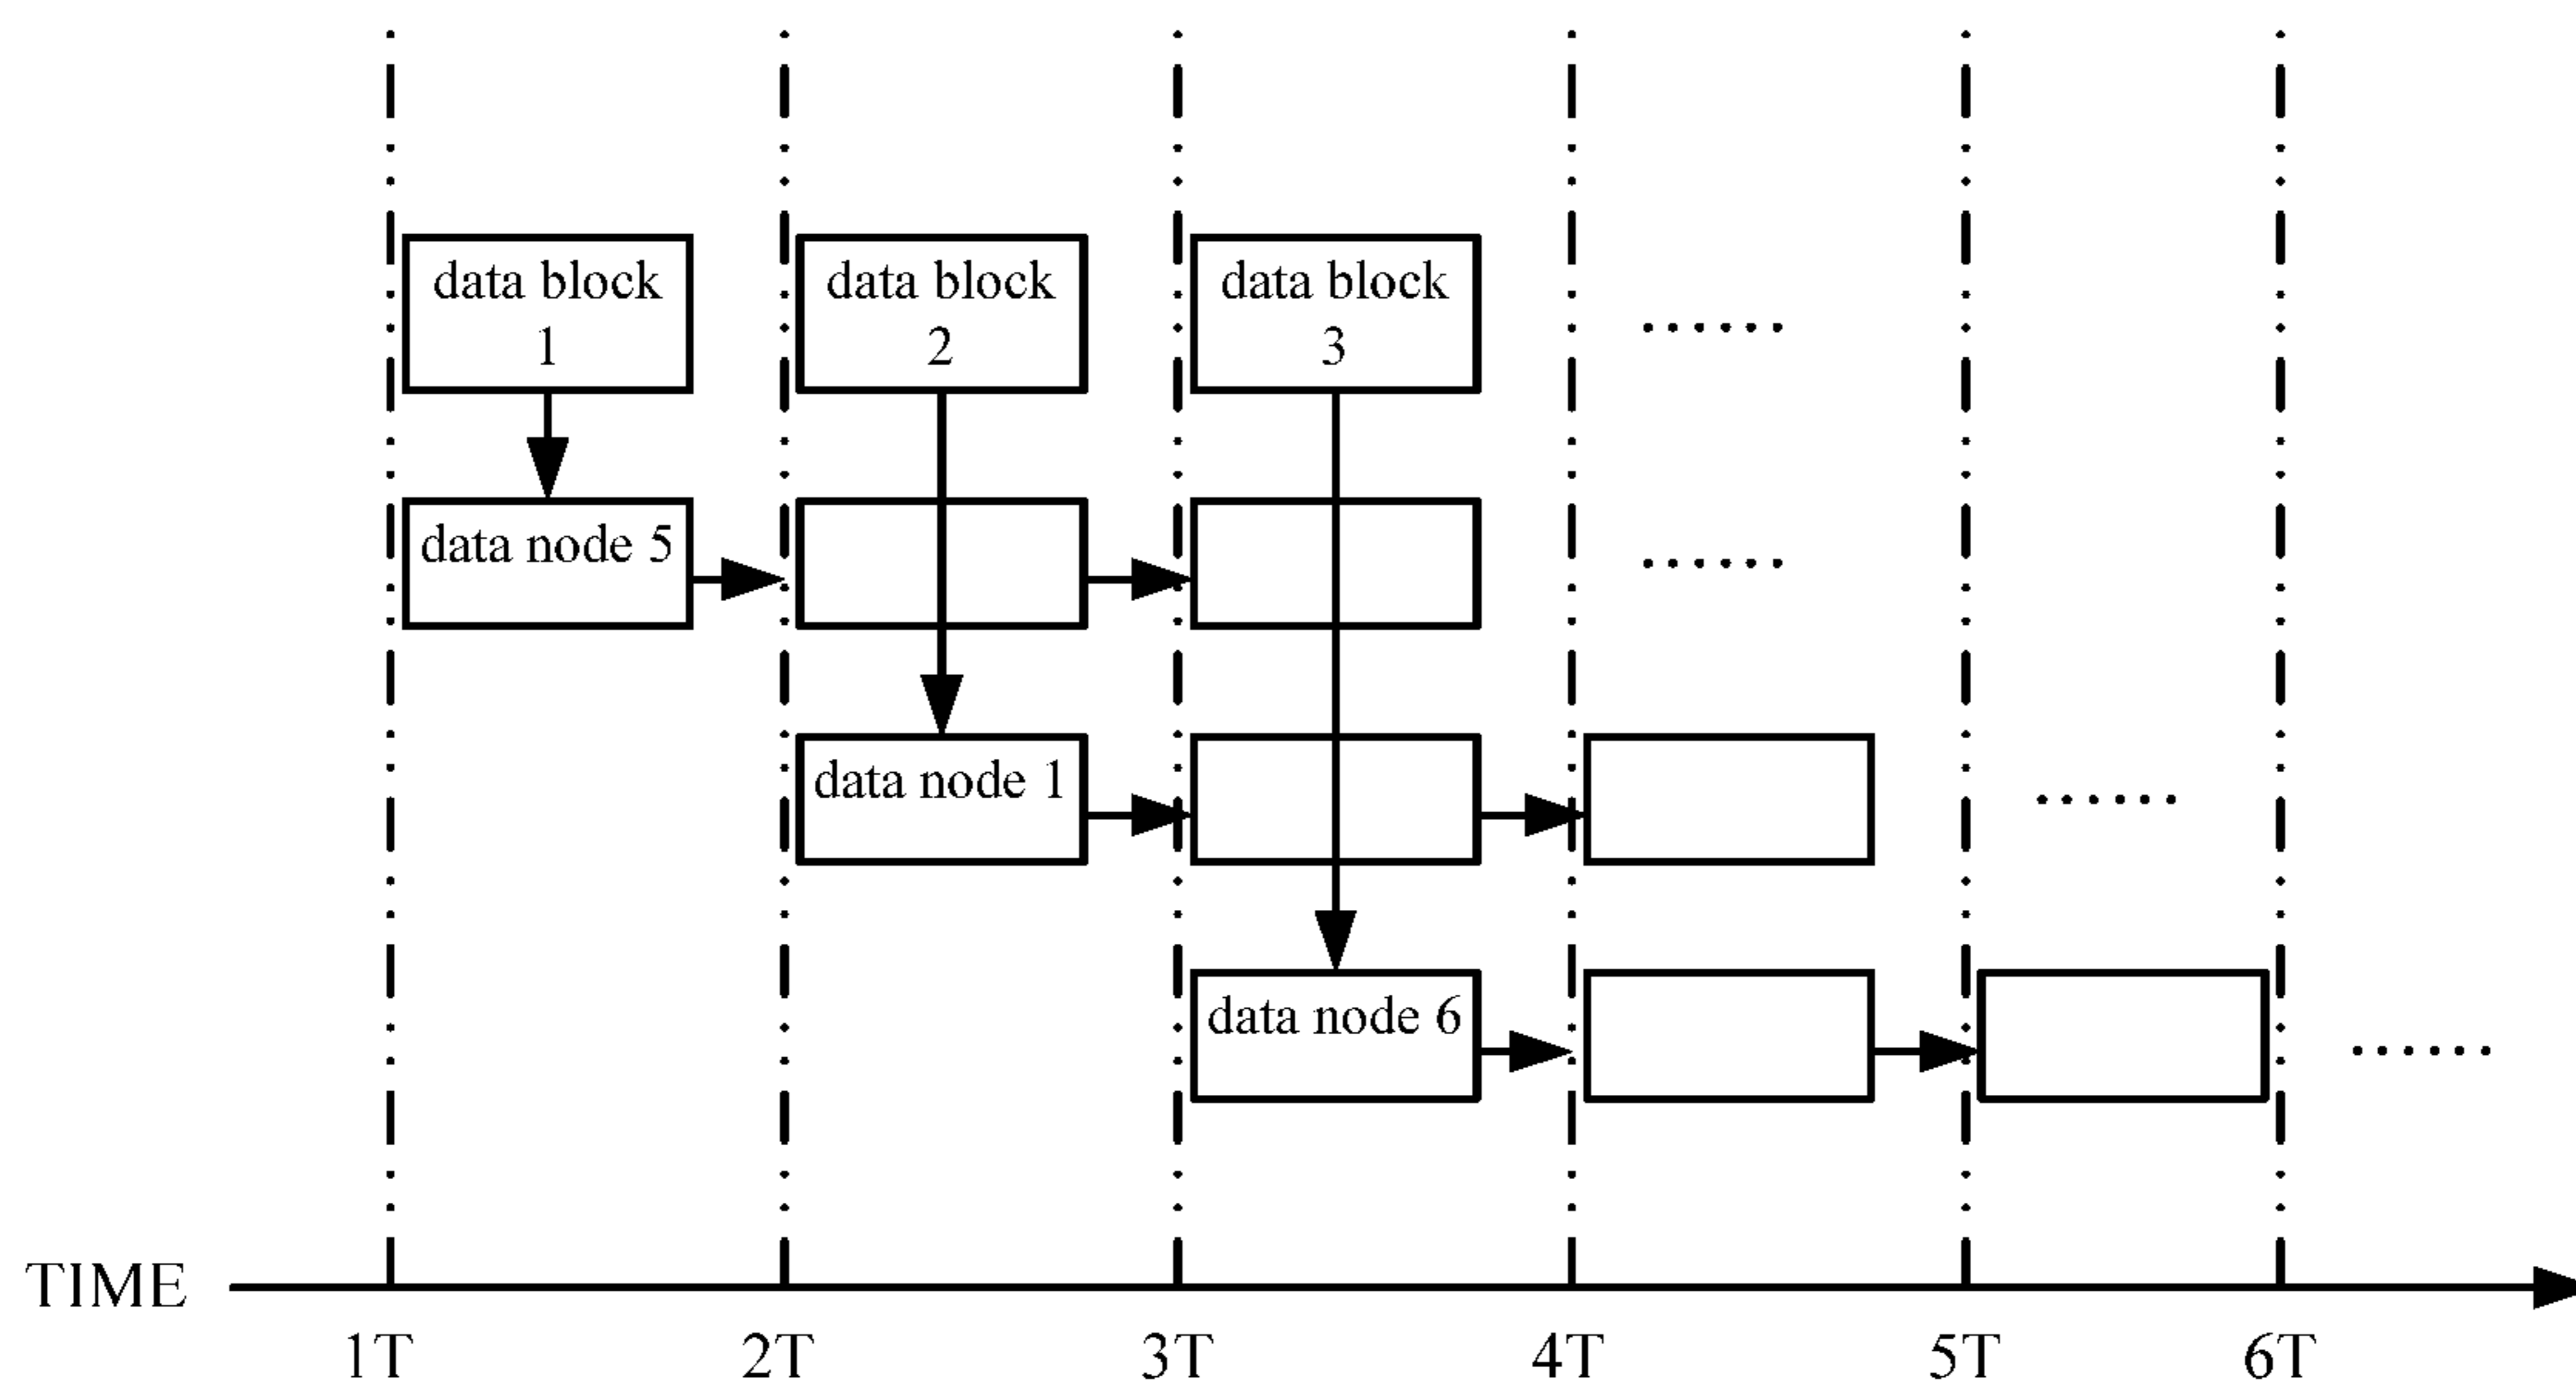 data block
1
data block
2
data block
3
......
data node 5
......
data node 1
......
data node 6
......
TIME
1T
2T
3T
4T
5T
6T